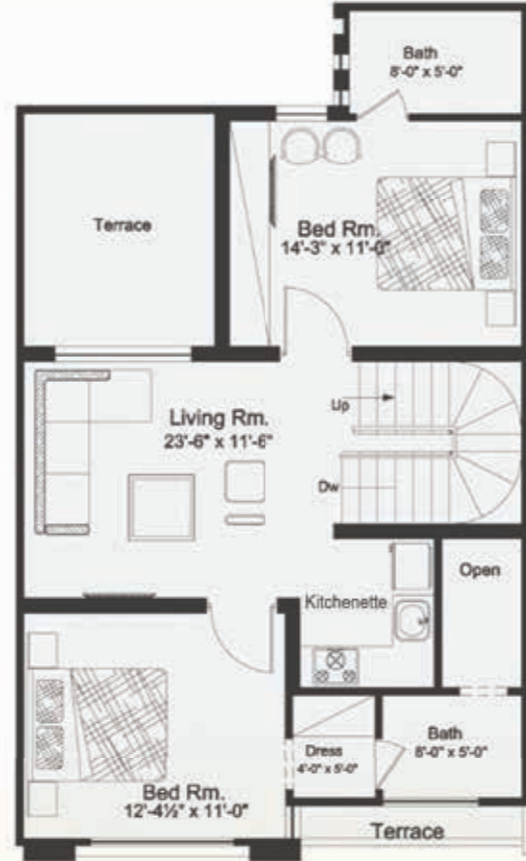 Bath
8'-0" x 5'-0"
Terrace
Bed Rm.
14'-3" x 11'-0"
Up
Living Rm.
23'-6" x 11'-6"
Dw
Open
Kitchenette
Bath
8'-0" x 5'-0"
Dress
4'-0" x 5'-0"
Bed Rm.
12'-4½" x 11'-0"
Terrace